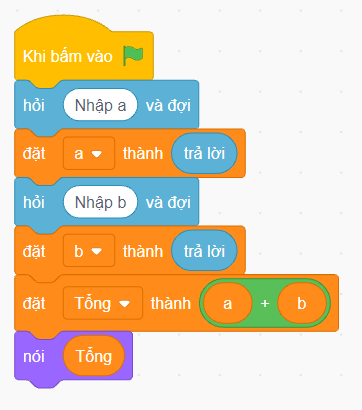 Khi bấm vào
hỏi Nhập a và đợi
đặt a thành trả lời
hỏi Nhập b và đợi
đặt b thành trả lời
đặt Tổng thành a + b
nói Tổng